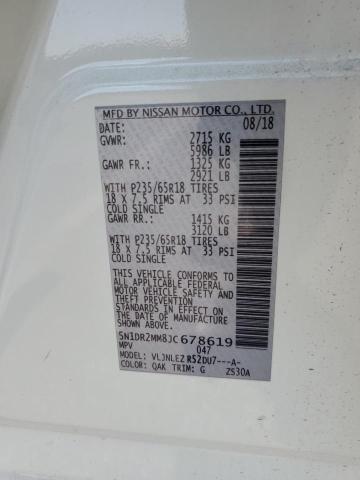 MFD BY NISSAN MOTOR CO., LTD.
DATE: 08/18
GVWR: 2715 KG
5986 LB
GAWR FR.: 1325 KG
2921 LB
WITH P235/65R18 TIRES
18 X 7.5 RIMS AT 33 PSI
COLD SINGLE
GAWR RR.: 1415 KG
3120 LB
WITH P235/65R18 TIRES
18 X 7.5 RIMS AT 33 PSI
COLD SINGLE
THIS VEHICLE CONFORMS TO ALL
APPLICABLE FEDERAL
MOTOR VEHICLE SAFETY AND
THEFT PREVENTION
STANDARDS IN EFFECT ON
THE DATE OF MANUFACTURE
SHOWN ABOVE.
5N1DR2MM8JC678619
MPV 047
MODEL: VLJNLEZ RS2DU7---A-
COLOR: QAK TRIM: G ZS30A